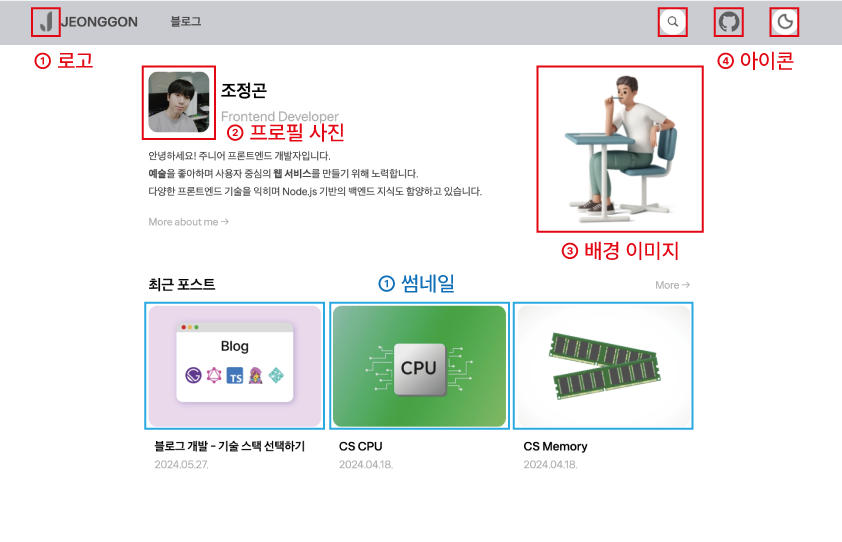 J JEONGGON 블로그
① 로고
④ 아이콘
조정곤
Frontend Developer
② 프로필 사진
안녕하세요! 주니어 프론트엔드 개발자입니다.
예술을 좋아하며 사용자 중심의 웹 서비스를 만들기 위해 노력합니다.
다양한 프론트엔드 기술을 익히며 Node.js 기반의 백엔드 지식도 함양하고 있습니다.
More about me →
③ 배경 이미지
최근 포스트
① 썸네일
More →
Blog
TS
CPU
블로그 개발 - 기술 스택 선택하기
2024.05.27.
CS CPU
2024.04.18.
CS Memory
2024.04.18.